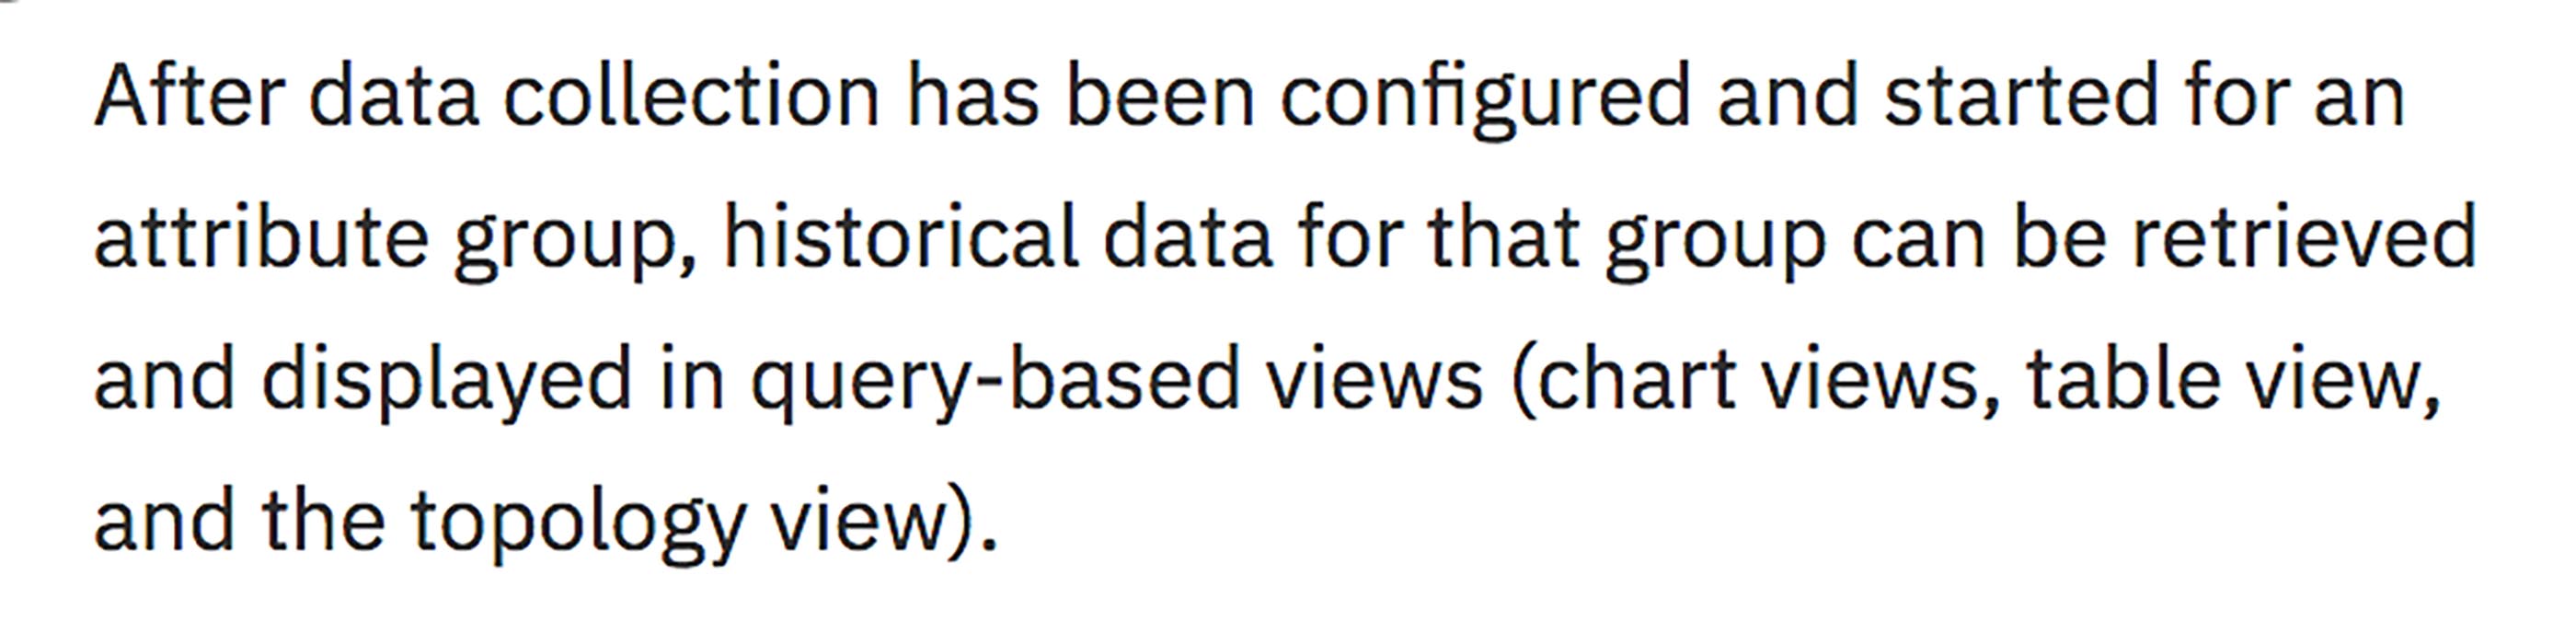 After data collection has been configured and started for an
attribute group, historical data for that group can be retrieved
and displayed in query-based views (chart views, table view,
and the topology view).